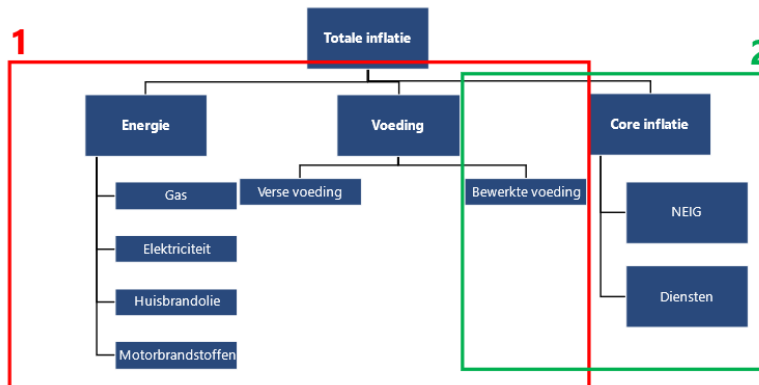 1
Totale inflatie
2
Energie
Voeding
Core inflatie
Gas
Verse voeding
Bewerkte voeding
NEIG
Elektriciteit
Huisbrandolie
Diensten
Motorbrandstoffen